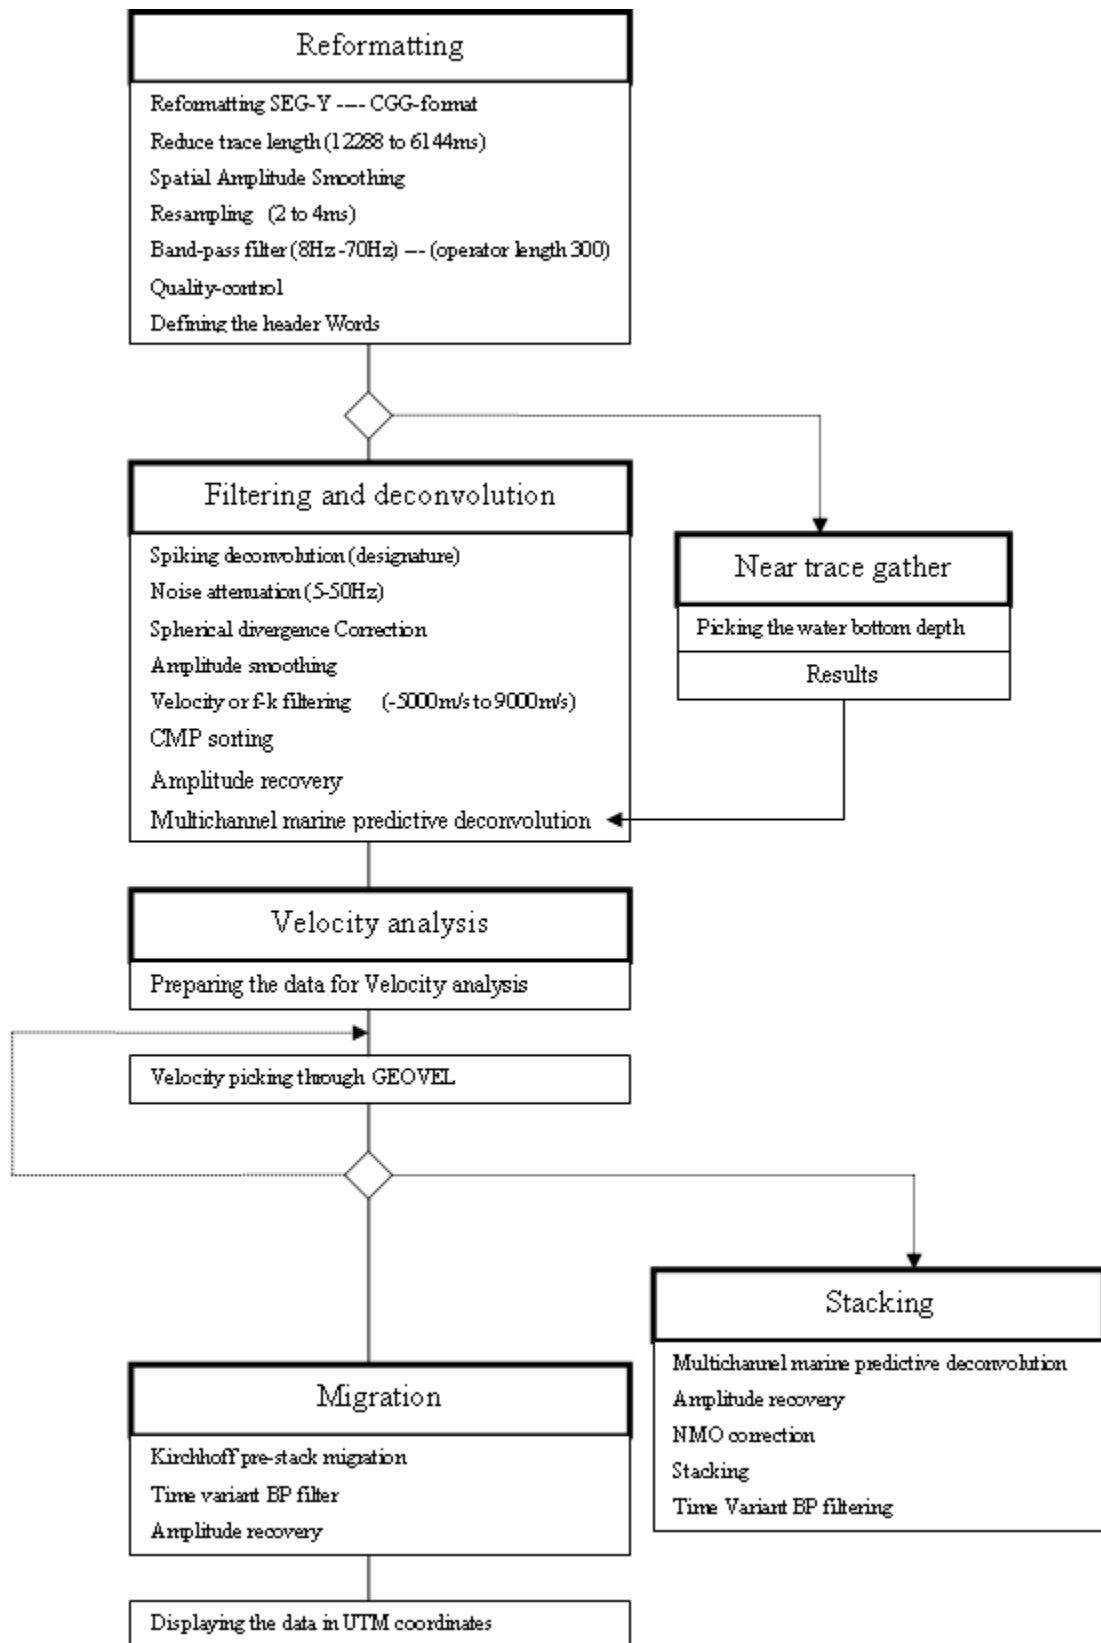 Reformatting
Reformatting SEG-Y ---- CGG-format
Reduce trace length (12288 to 6144ms)
Spatial Amplitude Smoothing
Resampling (2 to 4ms)
Band-pass filter (8Hz -70Hz) --- (operator length 300)
Quality-control
Defining the header Words
Filtering and deconvolution
Spiking deconvolution (designature)
Noise attenuation (5-50Hz)
Spherical divergence Correction
Amplitude smoothing
Velocity or f-k filtering (-5000m/s to 9000m/s)
CMP sorting
Amplitude recovery
Multichannel marine predictive deconvolution
Near trace gather
Picking the water bottom depth
Results
Velocity analysis
Preparing the data for Velocity analysis
Velocity picking through GEOVEL
Stacking
Multichannel marine predictive deconvolution
Amplitude recovery
NMO correction
Stacking
Time Variant BP filtering
Migration
Kirchhoff pre-stack migration
Time variant BP filter
Amplitude recovery
Displaying the data in UTM coordinates